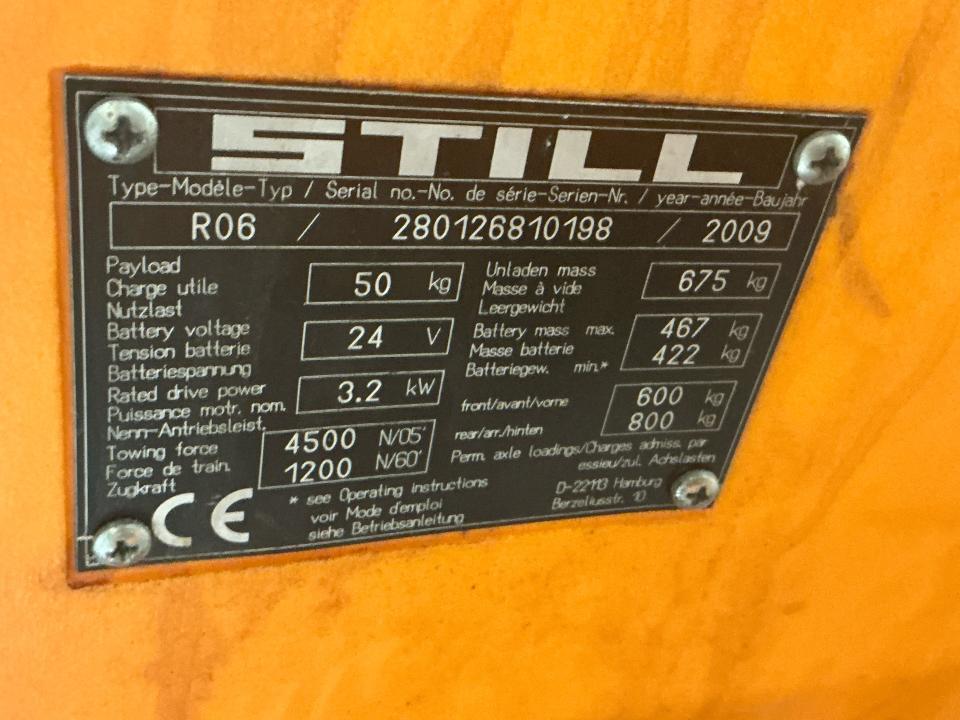 STILL
Type-Modèle-Typ / Serial no.-No. de série-Serien-Nr. / year-année-Baujahr
R06 / 280126810198 / 2009
Payload
Charge utile
Nutzlast
50 kg
Battery voltage
Tension batterie
Batteriespannung
24 V
Rated drive power
Puissance motr. nom.
Nenn-Antriebsleist.
3.2 kW
Towing force
Force de train.
Zugkraft
4500 N/05'
1200 N/60'
Unladen mass
Masse à vide
Leergewicht
675 kg
Battery mass max. 467 kg
Masse batterie 422 kg
Batteriegew. min.*
front/avant/vorne 600 kg
rear/arr./hinten 800 kg
Perm. axle loadings/Charges admiss. par
essieu/zul. Achslasten
CE
* see Operating instructions
voir Mode d'emploi
siehe Betriebsanleitung
D-22113 Hamburg
Berzeliusstr. 10